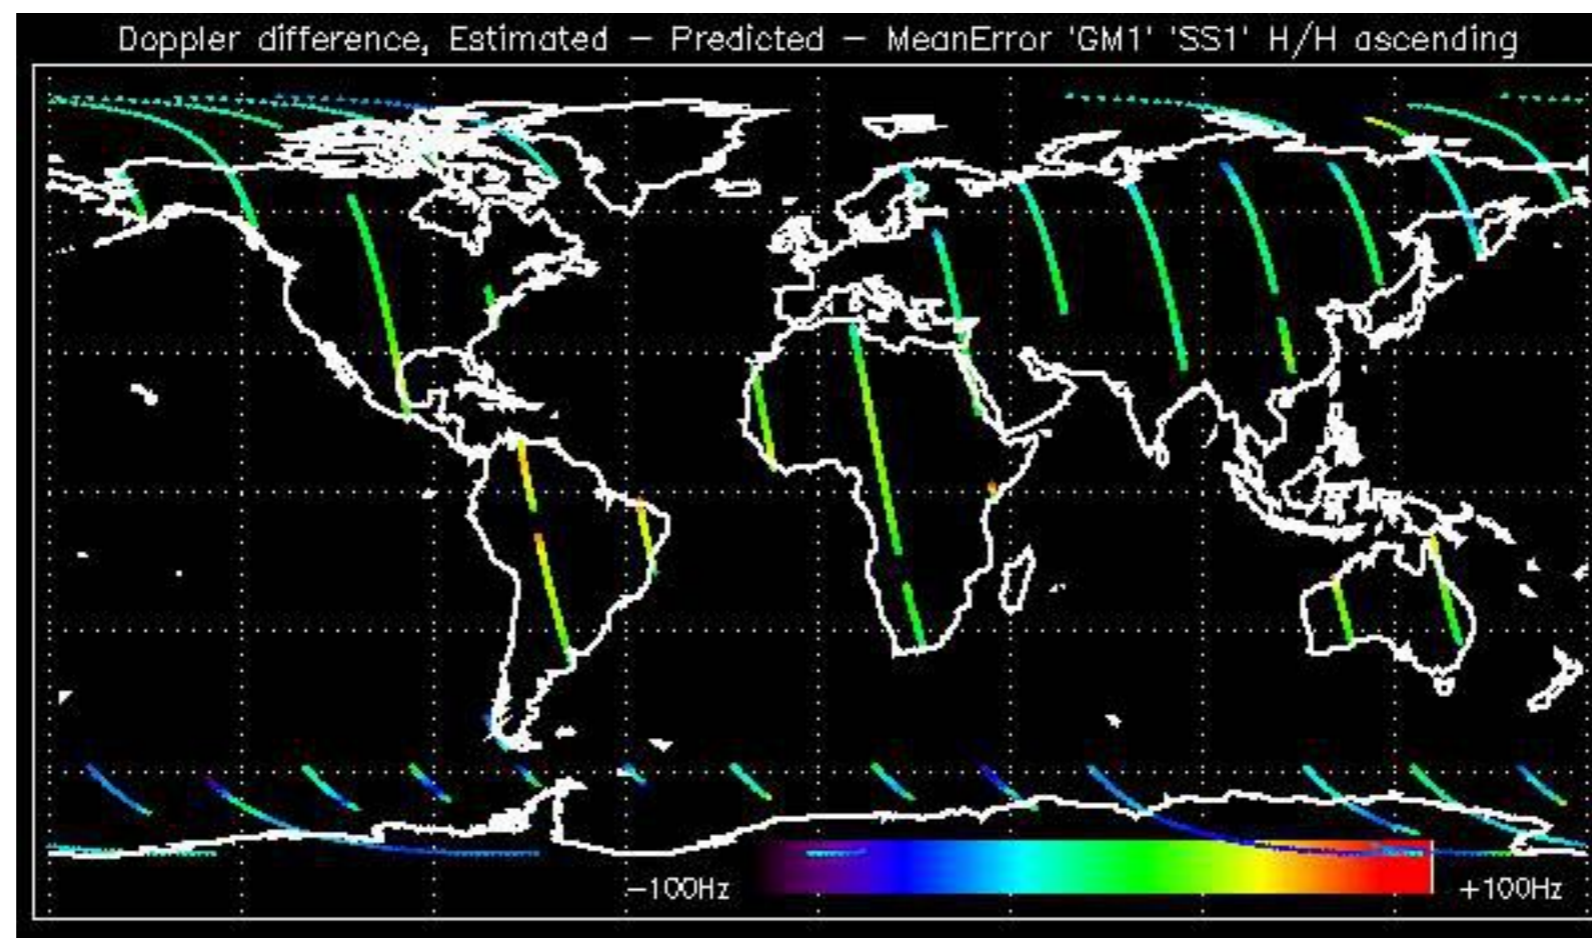 Doppler difference, Estimated − Predicted − MeanError 'GM1' 'SS1' H/H ascending
−100Hz +100Hz